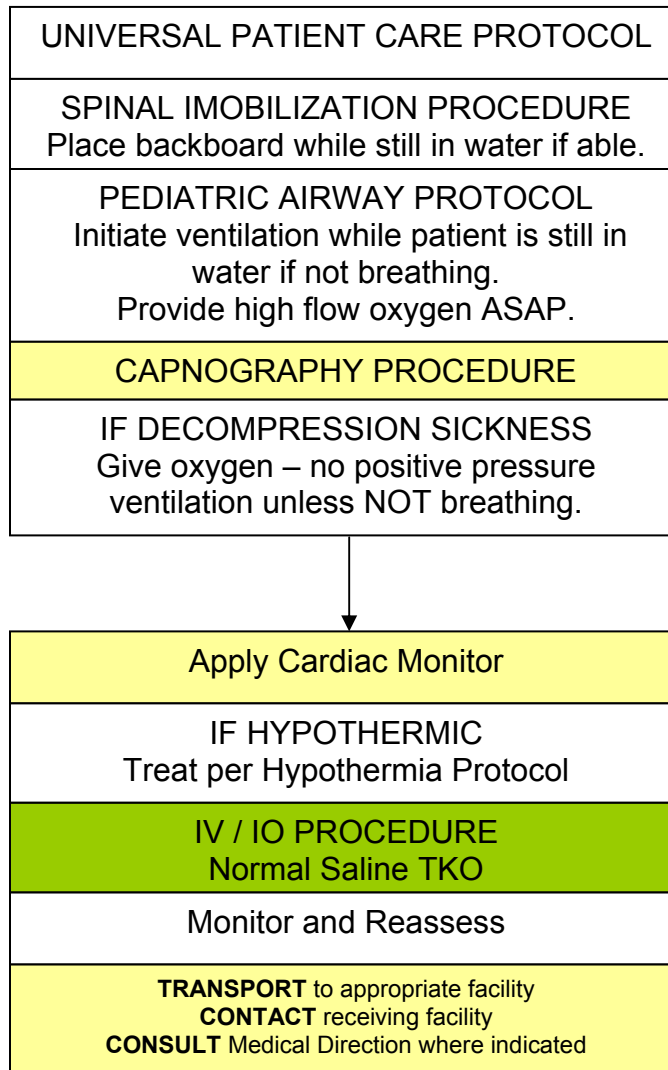 UNIVERSAL PATIENT CARE PROTOCOL
SPINAL IMOBILIZATION PROCEDURE
Place backboard while still in water if able.
PEDIATRIC AIRWAY PROTOCOL
Initiate ventilation while patient is still in
water if not breathing.
Provide high flow oxygen ASAP.
CAPNOGRAPHY PROCEDURE
IF DECOMPRESSION SICKNESS
Give oxygen – no positive pressure
ventilation unless NOT breathing.
Apply Cardiac Monitor
IF HYPOTHERMIC
Treat per Hypothermia Protocol
IV / IO PROCEDURE
Normal Saline TKO
Monitor and Reassess
TRANSPORT to appropriate facility
CONTACT receiving facility
CONSULT Medical Direction where indicated